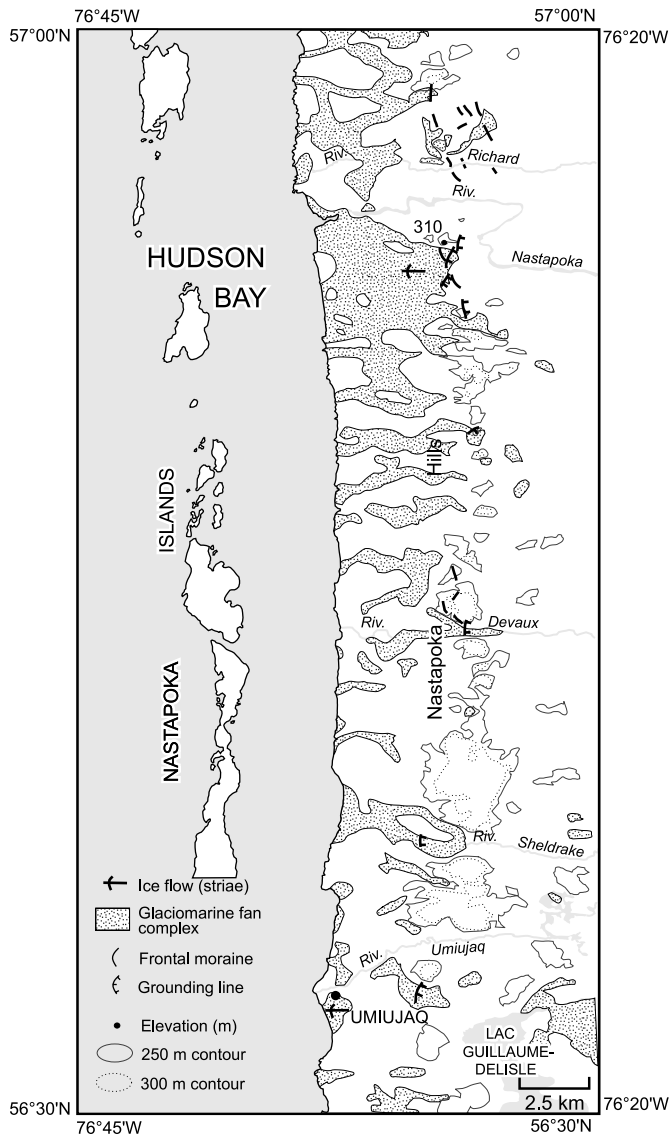 76°45'W
57°00'N
57°00'N
76°20'W
Riv.
Richard
Riv.
310
Nastapoka
HUDSON
BAY
Hills
ISLANDS
Riv.
Devaux
Nastapoka
NASTAPOKA
Riv.
Sheldrake
Ice flow (striae)
Glaciomarine fan
complex
Frontal moraine
Grounding line
Elevation (m)
250 m contour
300 m contour
Riv.
Umiujaq
UMIUJAQ
LAC
GUILLAUME-
DELISLE
2.5 km
56°30'N
76°20'W
76°45'W
56°30'N